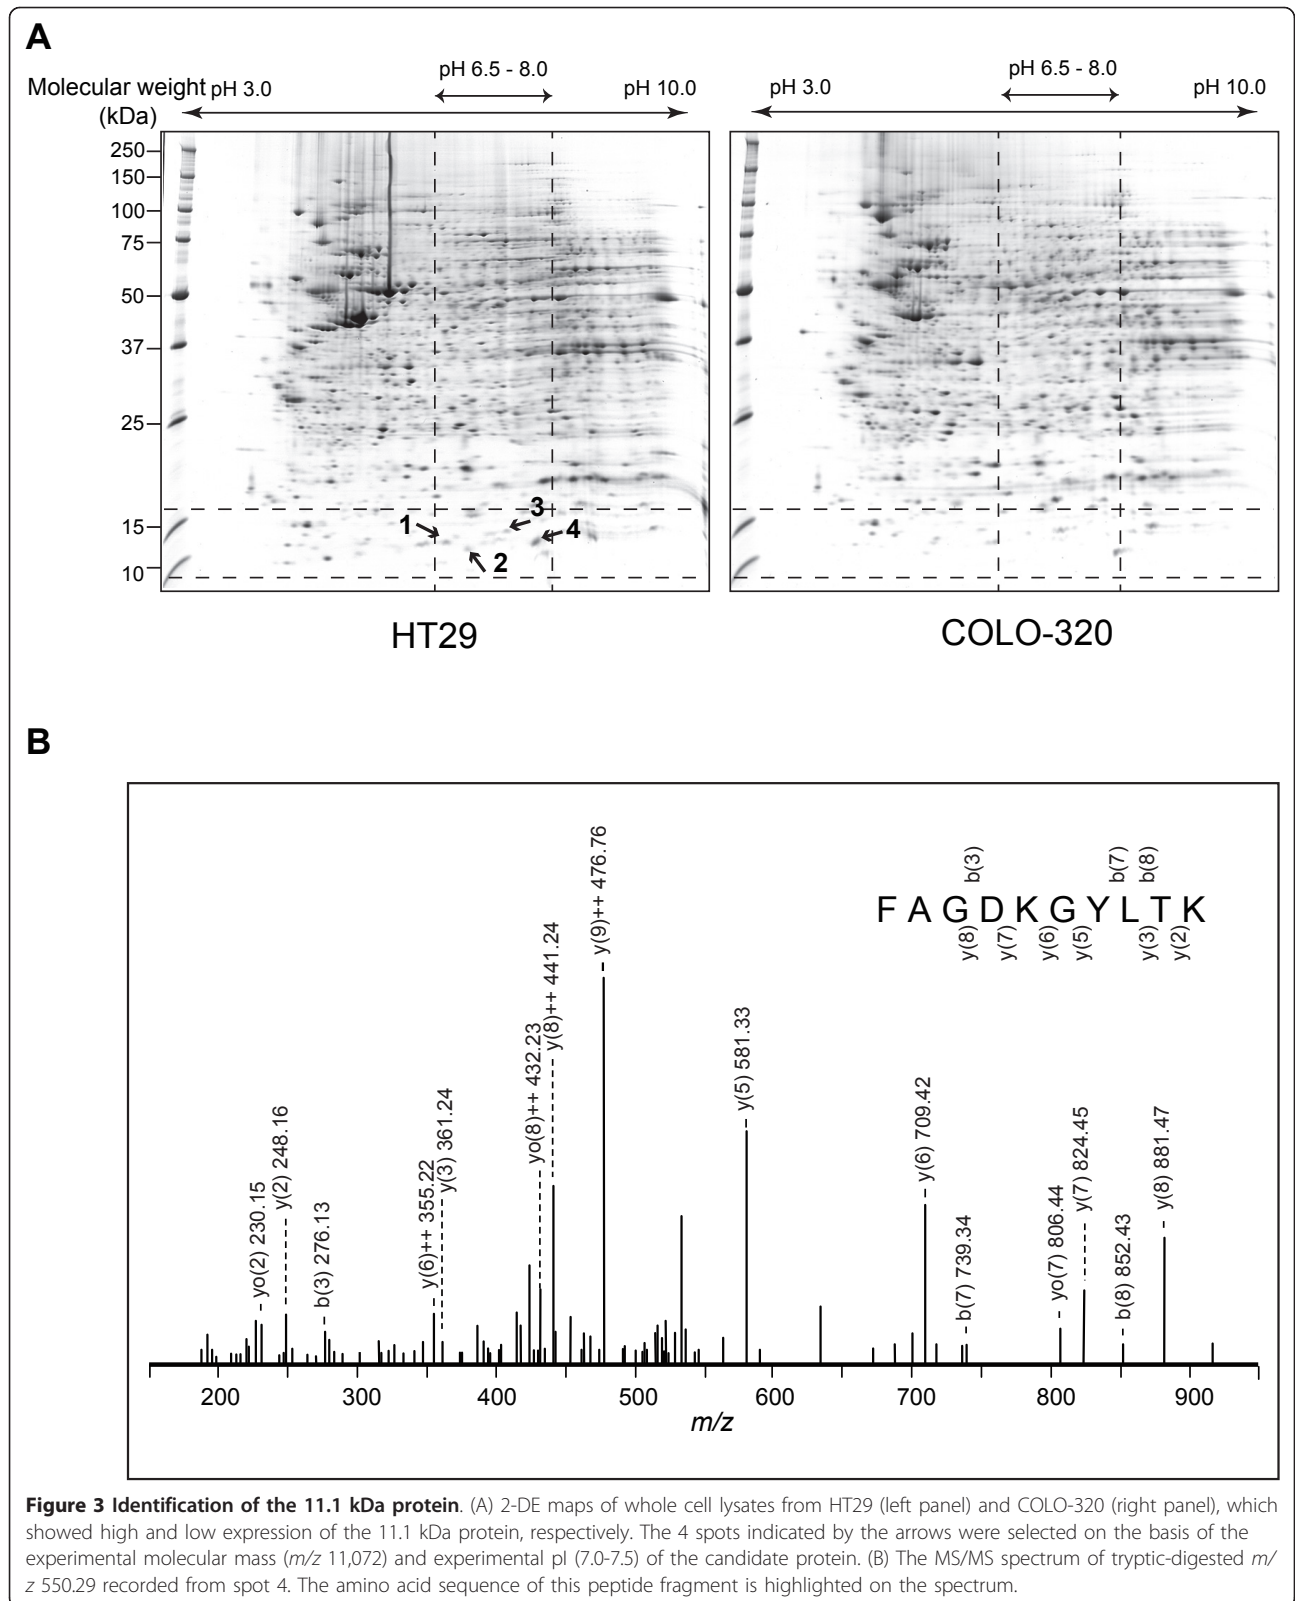 A
Molecular weight
(kDa)
pH 3.0
pH 6.5 - 8.0
pH 10.0
pH 3.0
pH 6.5 - 8.0
pH 10.0
250
150
100
75
50
37
25
15
10
1
2
3
4
HT29
COLO-320
B
yo(2) 230.15
y(2) 248.16
b(3) 276.13
y(6)++ 355.22
y(3) 361.24
yo(8)++ 432.23
y(8)++ 441.24
y(9)++ 476.76
y(5) 581.33
y(6) 709.42
b(7) 739.34
yo(7) 806.44
y(7) 824.45
b(8) 852.43
y(8) 881.47
b(3) b(7) b(8)
F A G D K G Y L T K
y(8) y(7) y(6) y(5) y(3) y(2)
200 300 400 500 600 700 800 900
m/z
Figure 3 Identification of the 11.1 kDa protein. (A) 2-DE maps of whole cell lysates from HT29 (left panel) and COLO-320 (right panel), which
showed high and low expression of the 11.1 kDa protein, respectively. The 4 spots indicated by the arrows were selected on the basis of the
experimental molecular mass (m/z 11,072) and experimental pI (7.0-7.5) of the candidate protein. (B) The MS/MS spectrum of tryptic-digested m/
z 550.29 recorded from spot 4. The amino acid sequence of this peptide fragment is highlighted on the spectrum.